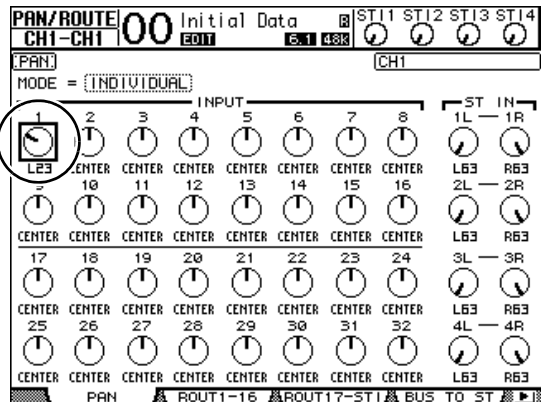 PAN/ROUTE 00 Initial Data R STI1 STI2 STI3 STI4
CH1-CH1 EDIT 6.1 48K
PAN CH1
MODE = INDIVIDUAL
INPUT ST IN
1 2 3 4 5 6 7 8 1L — 1R
L23 CENTER CENTER CENTER CENTER CENTER CENTER CENTER L63 R63
9 10 11 12 13 14 15 16 2L — 2R
CENTER CENTER CENTER CENTER CENTER CENTER CENTER CENTER L63 R63
17 18 19 20 21 22 23 24 3L — 3R
CENTER CENTER CENTER CENTER CENTER CENTER CENTER CENTER L63 R63
25 26 27 28 29 30 31 32 4L — 4R
CENTER CENTER CENTER CENTER CENTER CENTER CENTER CENTER L63 R63
PAN ROUT1-16 ROUT17-STI BUS TO ST